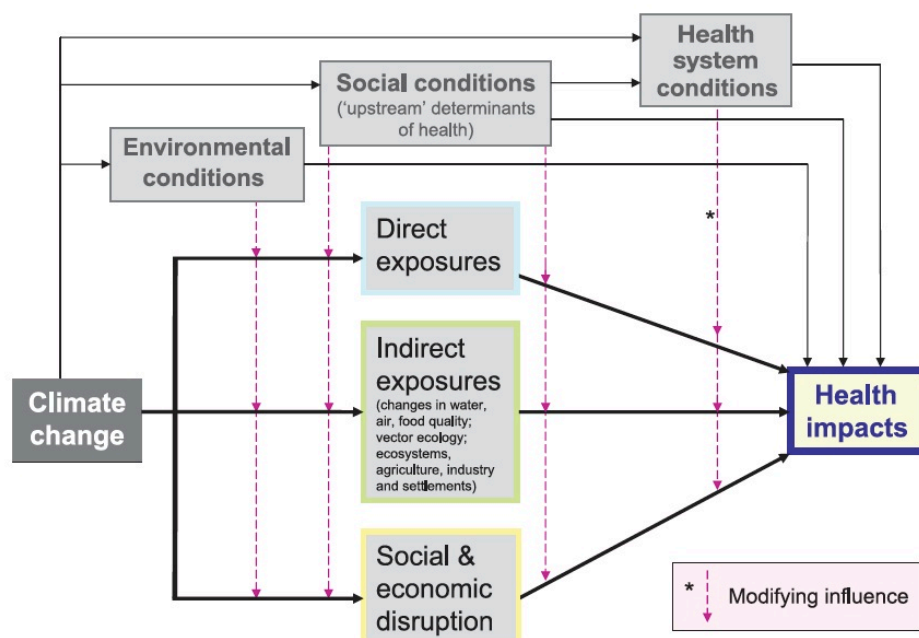 Health
system
conditions
Social conditions
(‘upstream’ determinants
of health)
Environmental
conditions
*
Direct
exposures
Indirect
exposures
(changes in water,
air, food quality;
vector ecology;
ecosystems,
agriculture, industry
and settlements)
Climate
change
Health
impacts
Social &
economic
disruption
* Modifying influence